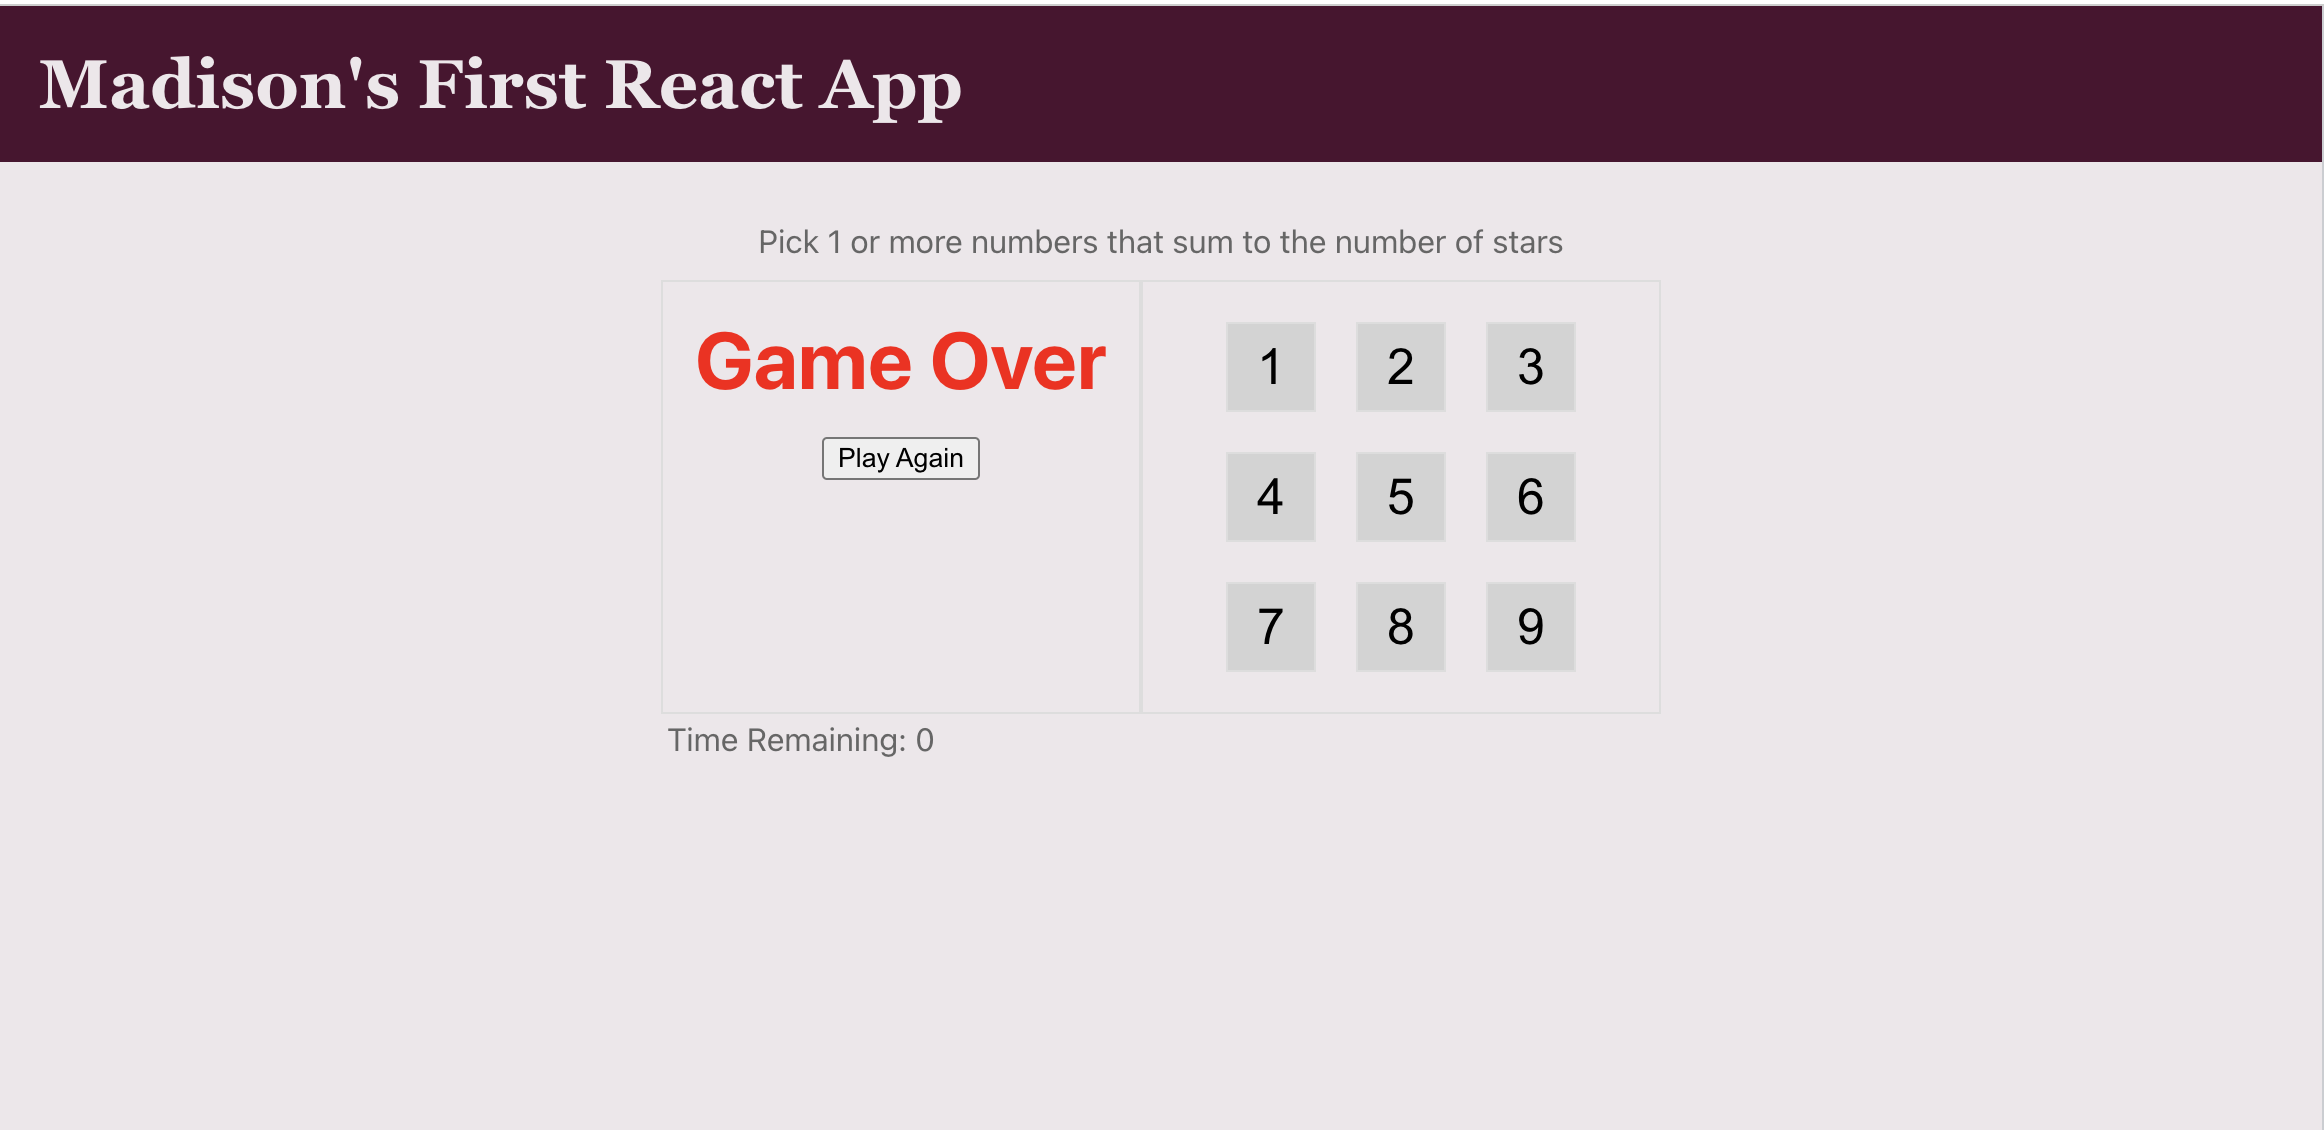 Madison's First React App
Pick 1 or more numbers that sum to the number of stars
Game Over
Play Again
1 2 3
4 5 6
7 8 9
Time Remaining: 0